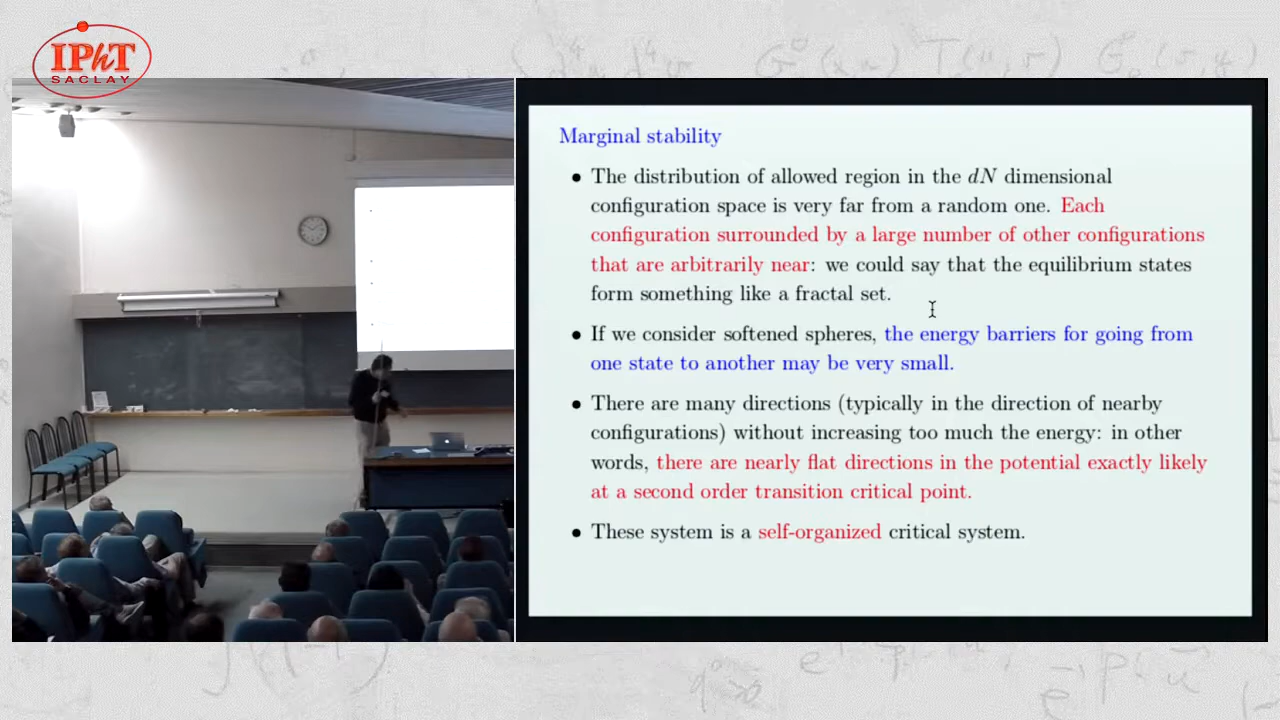 IPhT
SACLAY
Marginal stability
• The distribution of allowed region in the dN dimensional
configuration space is very far from a random one. Each
configuration surrounded by a large number of other configurations
that are arbitrarily near: we could say that the equilibrium states
form something like a fractal set.
• If we consider softened spheres, the energy barriers for going from
one state to another may be very small.
• There are many directions (typically in the direction of nearby
configurations) without increasing too much the energy: in other
words, there are nearly flat directions in the potential exactly likely
at a second order transition critical point.
• These system is a self-organized critical system.